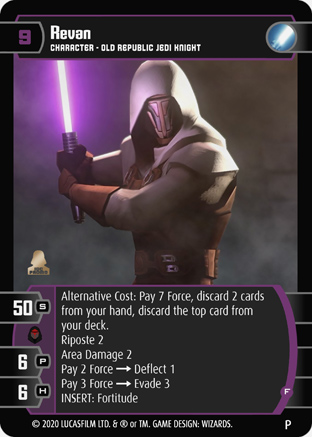 9
Revan
CHARACTER - OLD REPUBLIC JEDI KNIGHT
50 S
Alternative Cost: Pay 7 Force, discard 2 cards
from your hand, discard the top card from
your deck.
Riposte 2
6 P
Area Damage 2
Pay 2 Force → Deflect 1
6 H
Pay 3 Force → Evade 3
INSERT: Fortitude
F
© 2020 LUCASFILM LTD. & ® or TM. GAME DESIGN: WIZARDS.
P